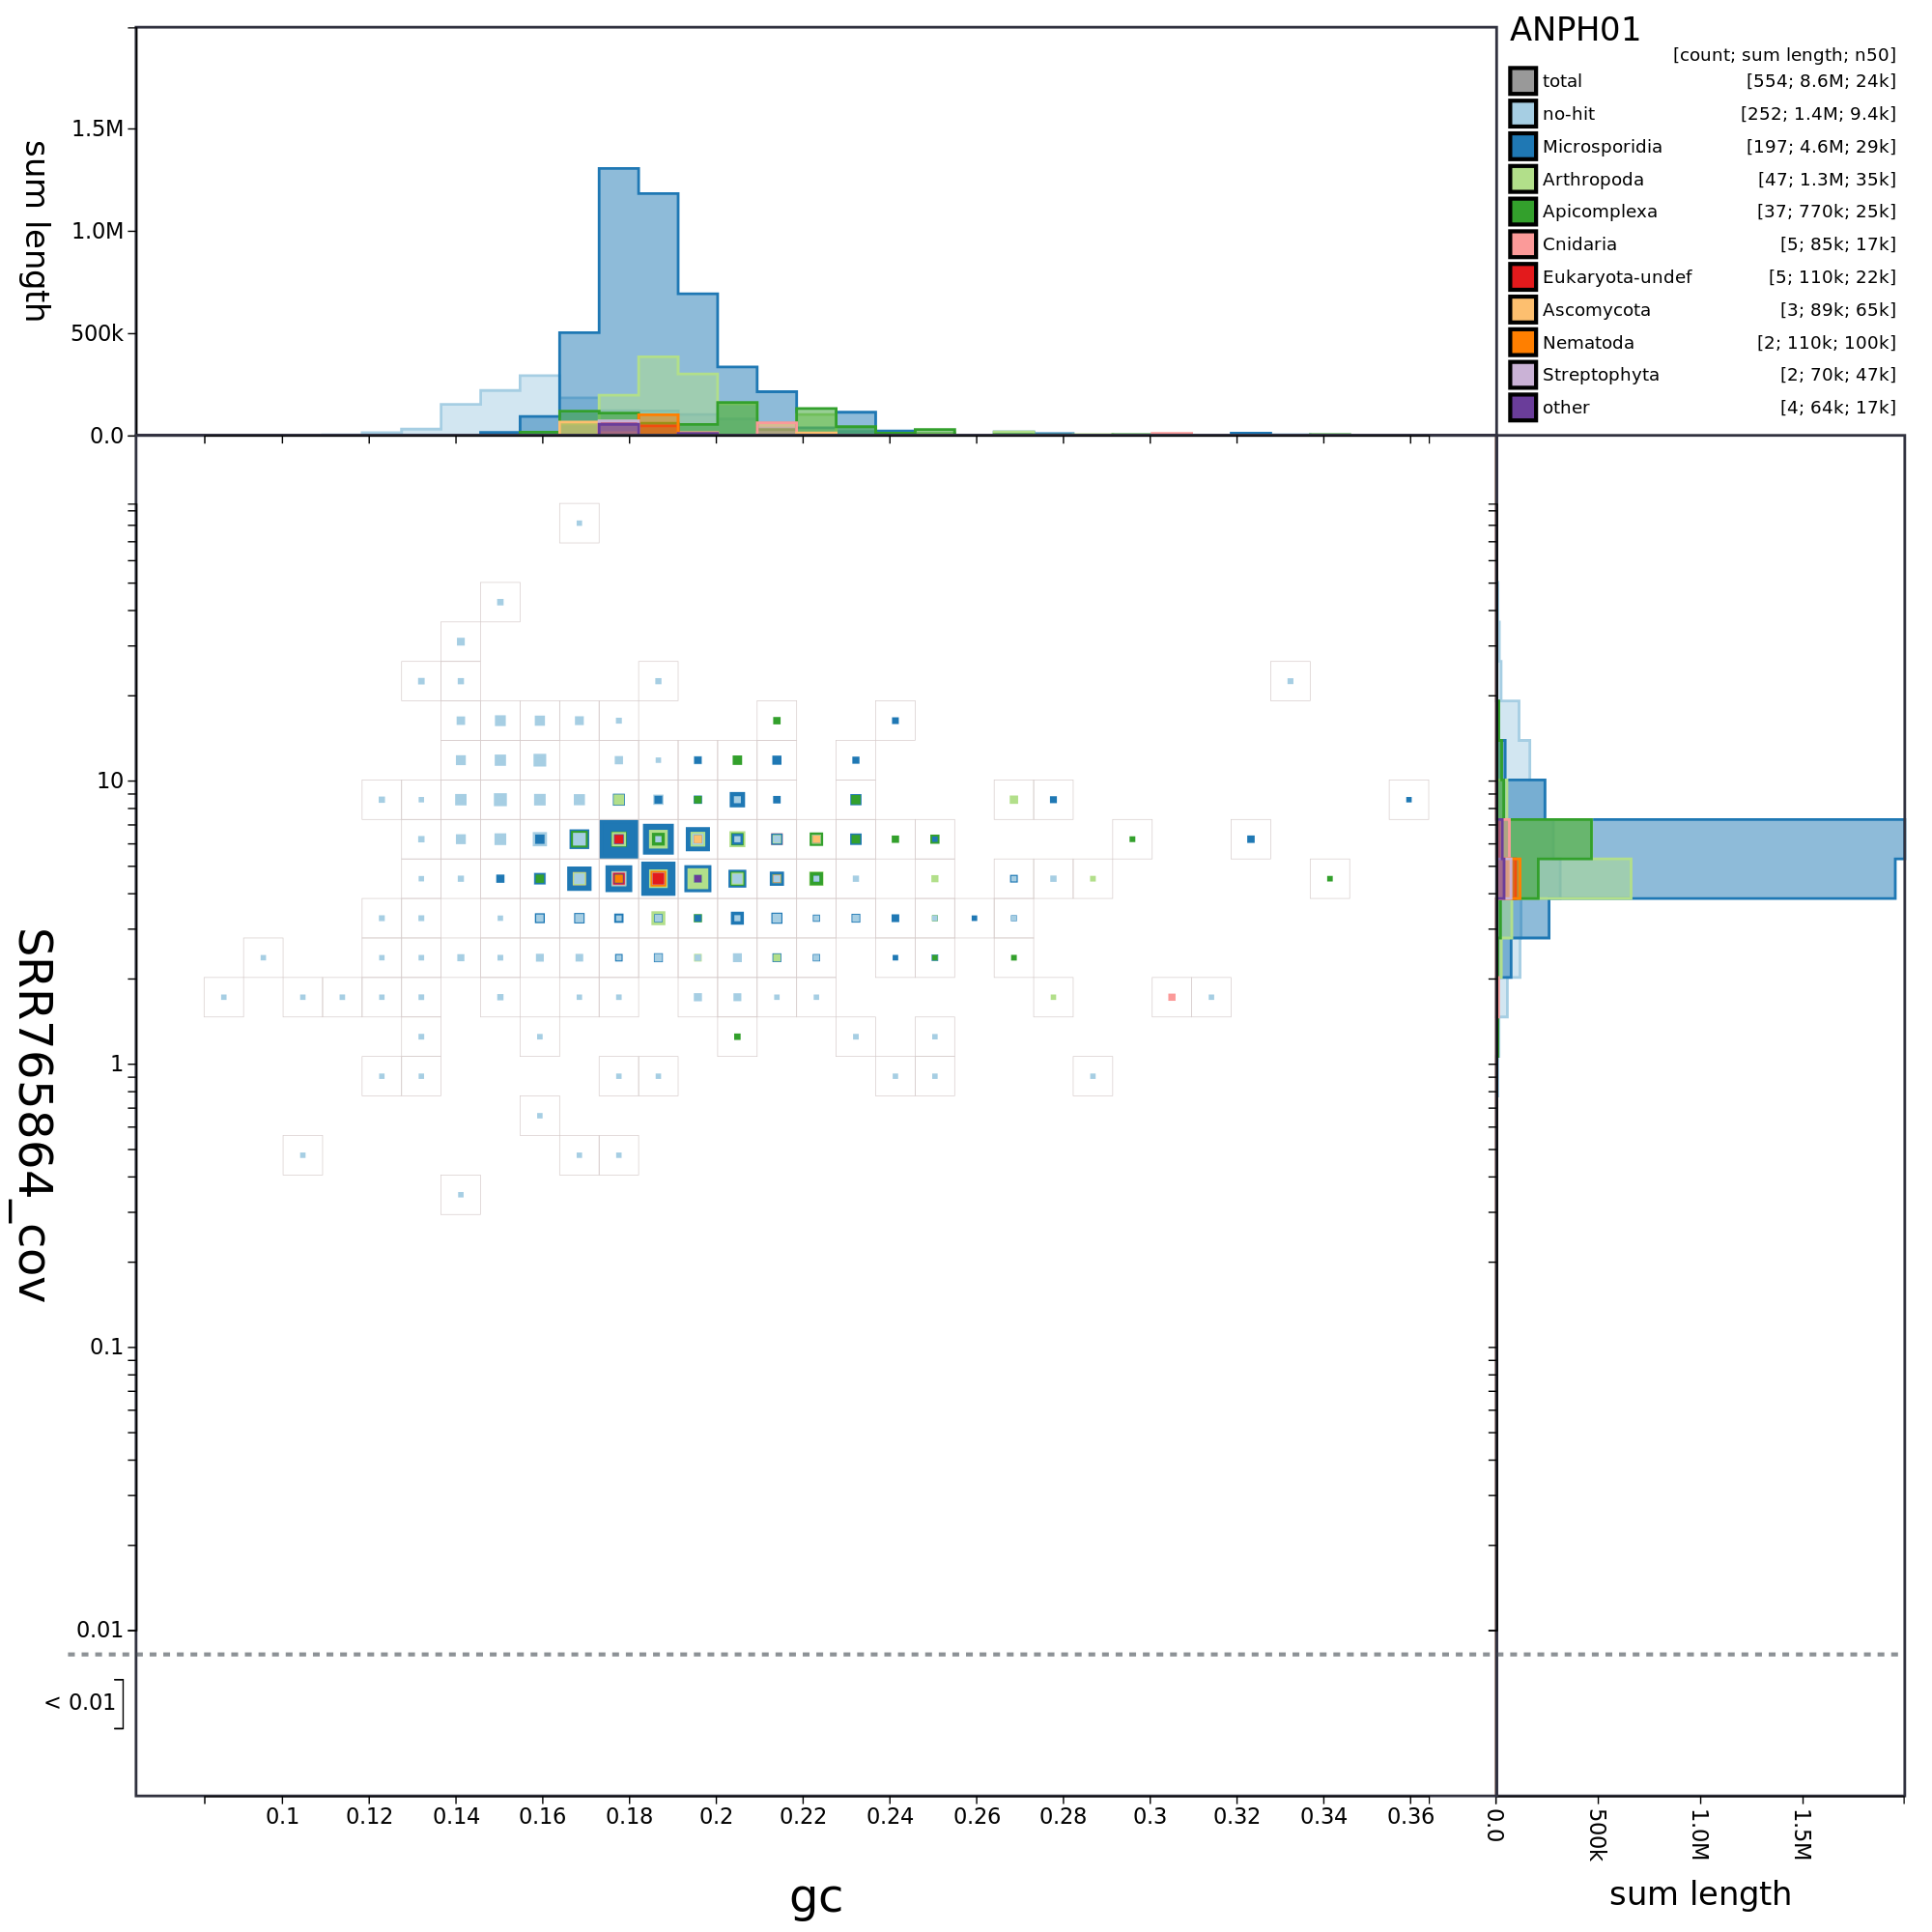 ANPH01
[count; sum length; n50]
total [554; 8.6M; 24k]
no-hit [252; 1.4M; 9.4k]
Microsporidia [197; 4.6M; 29k]
Arthropoda [47; 1.3M; 35k]
Apicomplexa [37; 770k; 25k]
Cnidaria [5; 85k; 17k]
Eukaryota-undef [5; 110k; 22k]
Ascomycota [3; 89k; 65k]
Nematoda [2; 110k; 100k]
Streptophyta [2; 70k; 47k]
other [4; 64k; 17k]
sum length
1.5M
1.0M
500k
0.0
SRR765864_cov
10
1
0.1
0.01
< 0.01
0.1 0.12 0.14 0.16 0.18 0.2 0.22 0.24 0.26 0.28 0.3 0.32 0.34 0.36
gc
0.0 500k 1.0M 1.5M
sum length